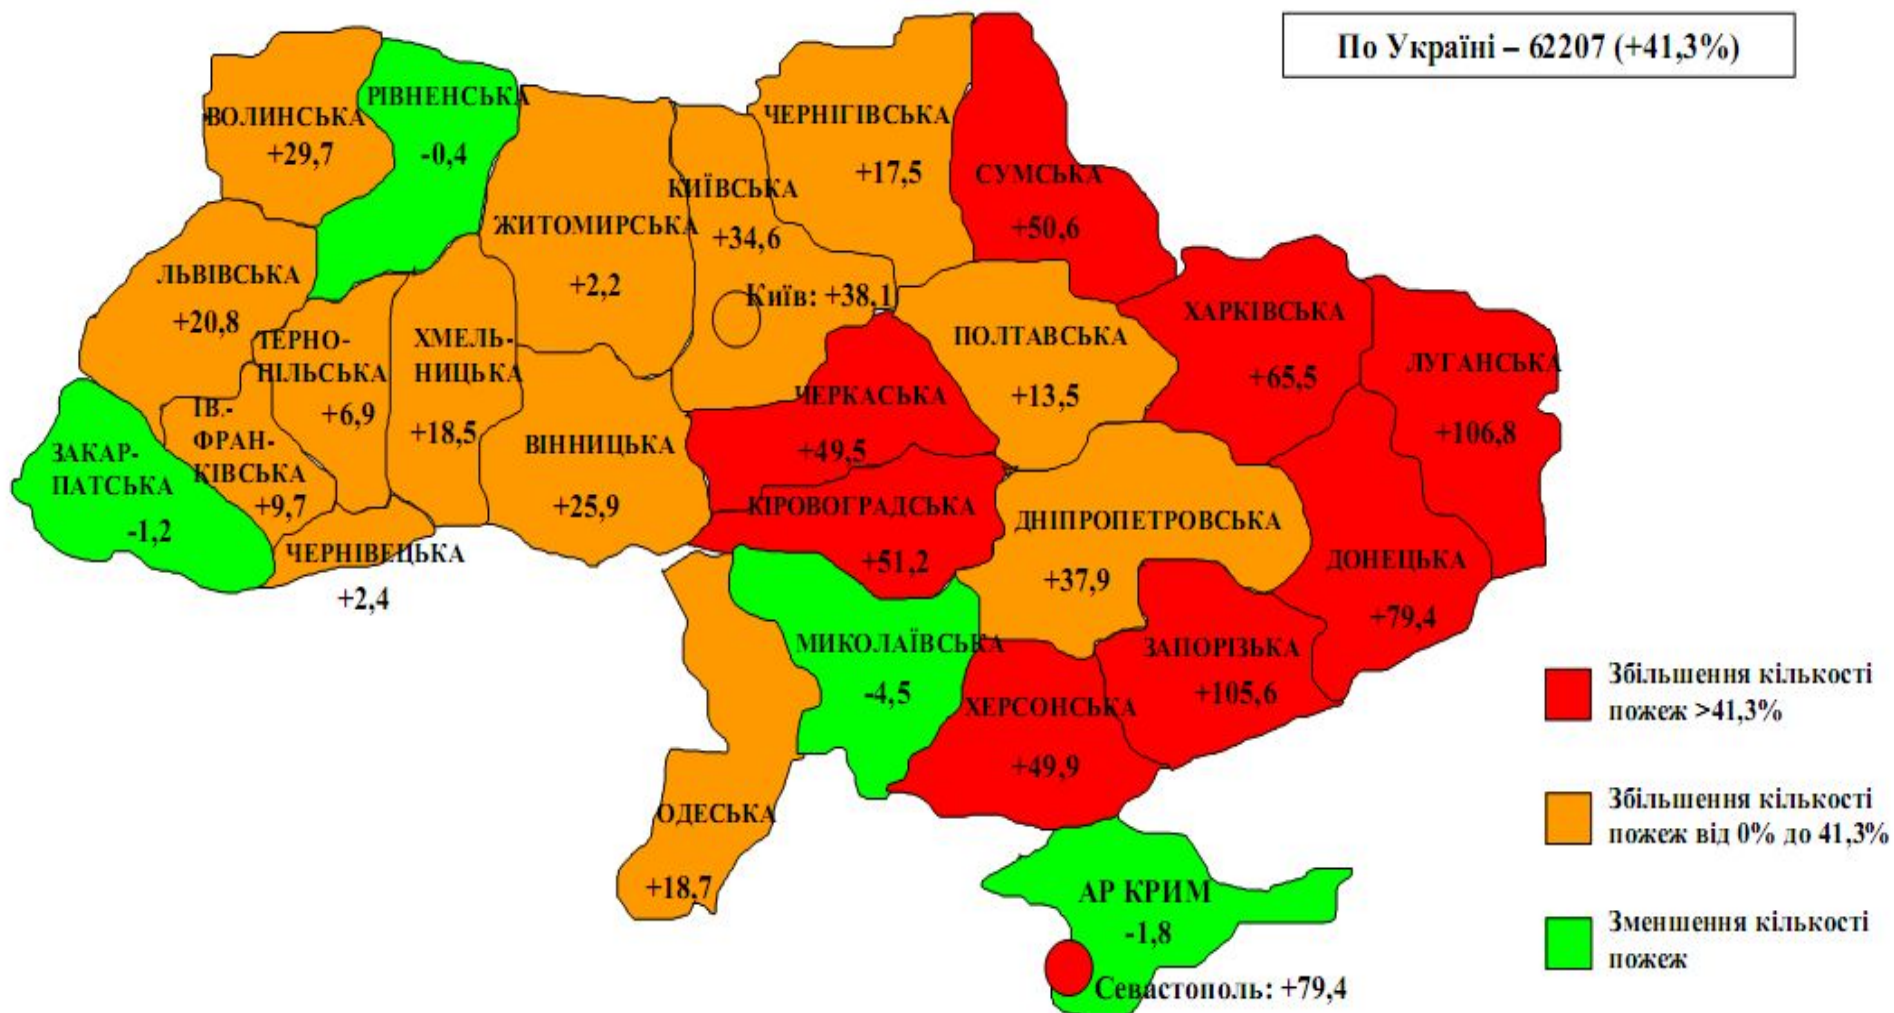 По Україні – 62207 (+41,3%)
ВОЛИНСЬКА
+29,7
РІВНЕНСЬКА
-0,4
ЖИТОМИРСЬКА
+2,2
КИЇВСЬКА
+34,6
Київ: +38,1
ЧЕРНІГІВСЬКА
+17,5
СУМСЬКА
+50,6
ЛЬВІВСЬКА
+20,8
ТЕРНО-
ПІЛЬСЬКА
+6,9
ХМЕЛЬ-
НИЦЬКА
+18,5
ПОЛТАВСЬКА
+13,5
ХАРКІВСЬКА
+65,5
ЛУГАНСЬКА
+106,8
ЗАКАР-
ПАТСЬКА
-1,2
ІВ.-
ФРАН-
КІВСЬКА
+9,7
ЧЕРНІВЕЦЬКА
+2,4
ВІННИЦЬКА
+25,9
ЧЕРКАСЬКА
+49,5
КІРОВОГРАДСЬКА
+51,2
ДНІПРОПЕТРОВСЬКА
+37,9
ДОНЕЦЬКА
+79,4
МИКОЛАЇВСЬКА
-4,5
ЗАПОРІЗЬКА
+105,6
ХЕРСОНСЬКА
+49,9
ОДЕСЬКА
+18,7
АР КРИМ
-1,8
Севастополь: +79,4
Збільшення кількості
пожеж >41,3%
Збільшення кількості
пожеж від 0% до 41,3%
Зменшення кількості
пожеж